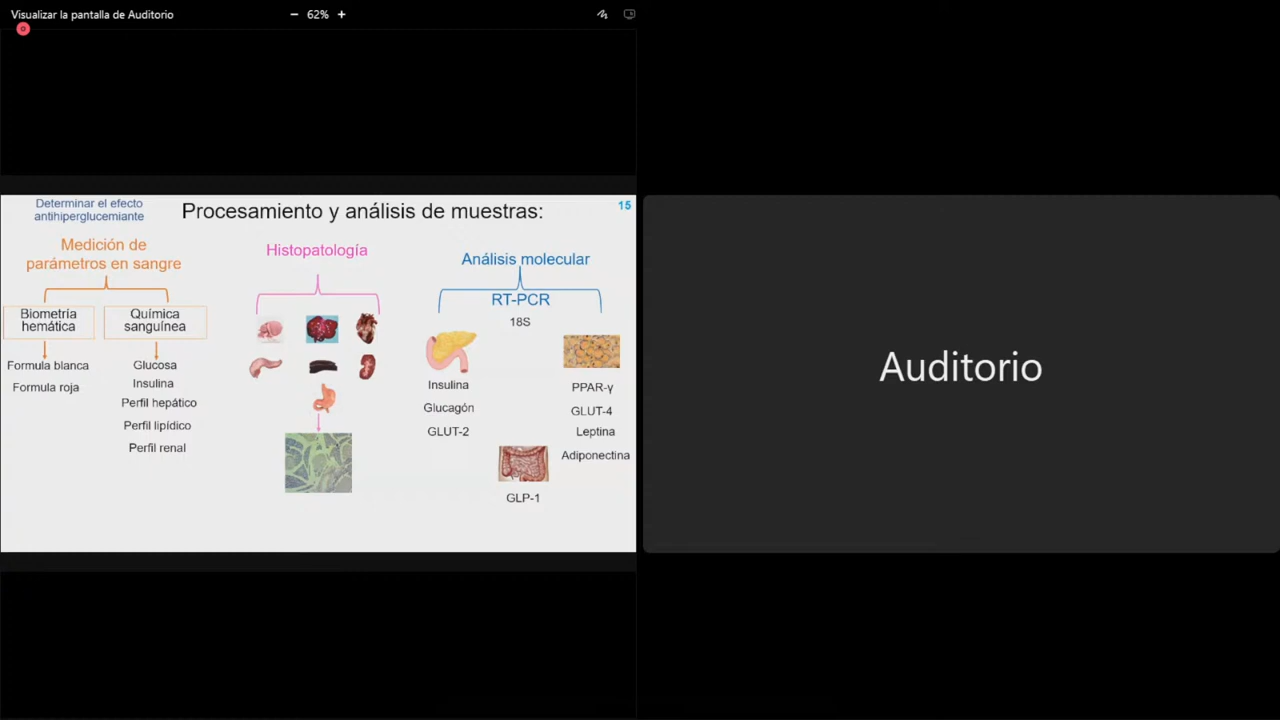 Visualizar la pantalla de Auditorio
62%
Determinar el efecto
antihiperglucemiante
Procesamiento y análisis de muestras:
15
Medición de
parámetros en sangre
Biometría
hemática
Química
sanguínea
Formula blanca
Formula roja
Glucosa
Insulina
Perfil hepático
Perfil lipídico
Perfil renal
Histopatología
Análisis molecular
RT-PCR
18S
Insulina
Glucagón
GLUT-2
PPAR-γ
GLUT-4
Leptina
Adiponectina
GLP-1
Auditorio